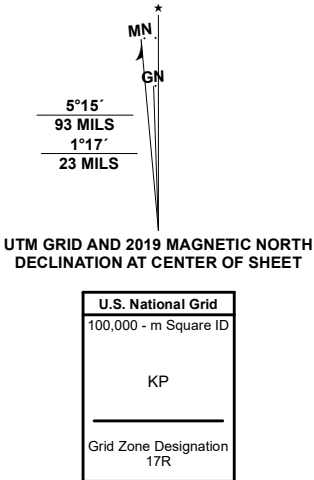 ★
MN
GN
5°15´
93 MILS
1°17´
23 MILS
UTM GRID AND 2019 MAGNETIC NORTH
DECLINATION AT CENTER OF SHEET
U.S. National Grid
100,000 - m Square ID
KP
Grid Zone Designation
17R